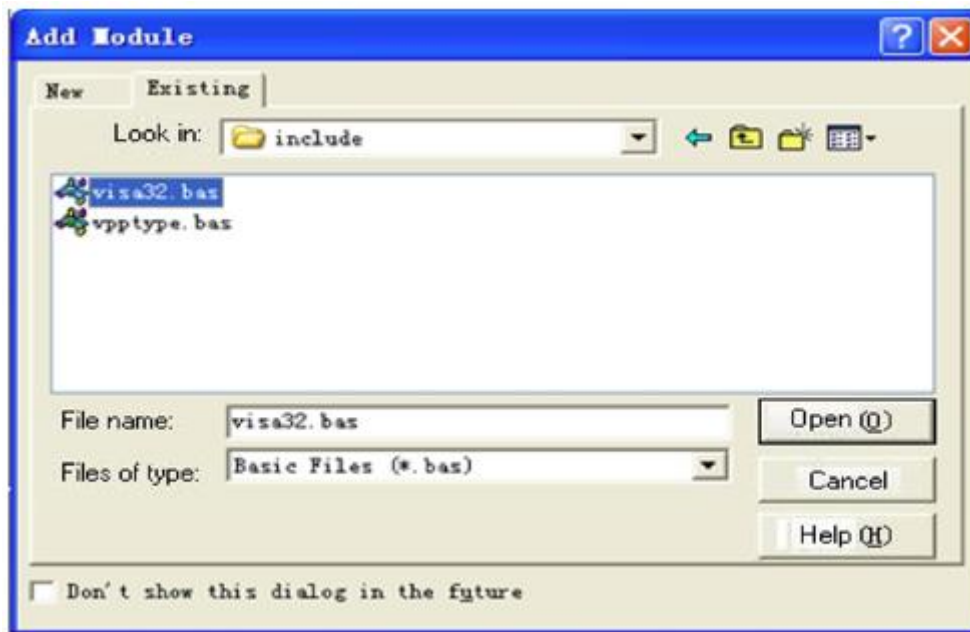 Add Module
New Existing
Look in: include
visa32.bas
vpptype.bas
File name: visa32.bas Open (O)
Files of type: Basic Files (*.bas)
Cancel
Help (H)
Don't show this dialog in the future